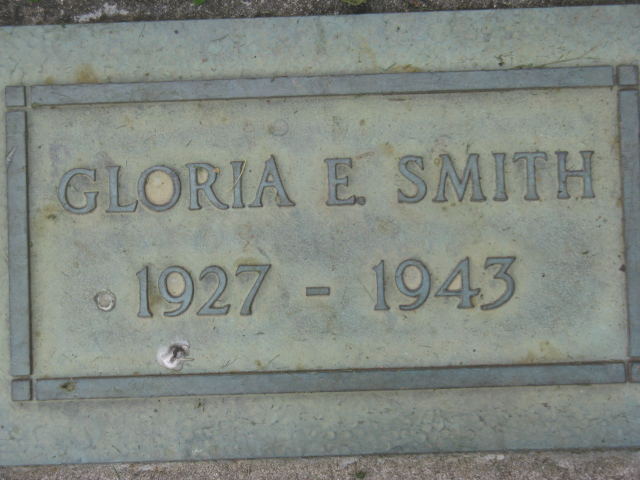 GLORIA E. SMITH
1927 - 1943